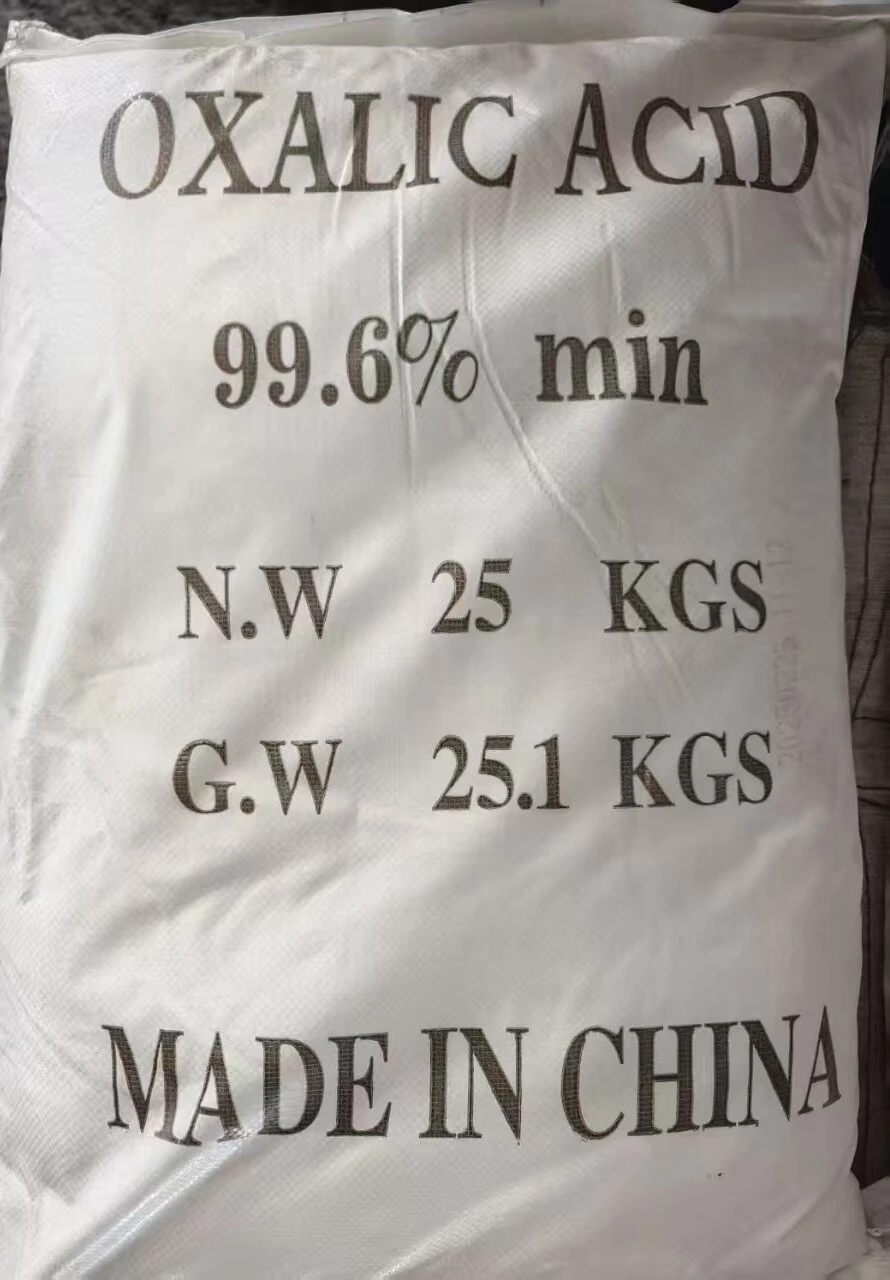 OXALIC ACID
99.6% min
N.W 25 KGS
G.W 25.1 KGS
MADE IN CHINA